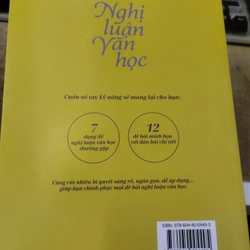 Nghị
luận
Văn
học
Cuốn sổ tay kỹ năng sẽ mang lại cho bạn:
7
dạng đề
nghị luận văn học
thường gặp
12
đề bài minh họa
với dàn bài chi tiết
Cùng rất nhiều bí quyết sáng rõ, ngắn gọn, dễ áp dụng...
giúp bạn chinh phục mọi đề bài nghị luận văn học.